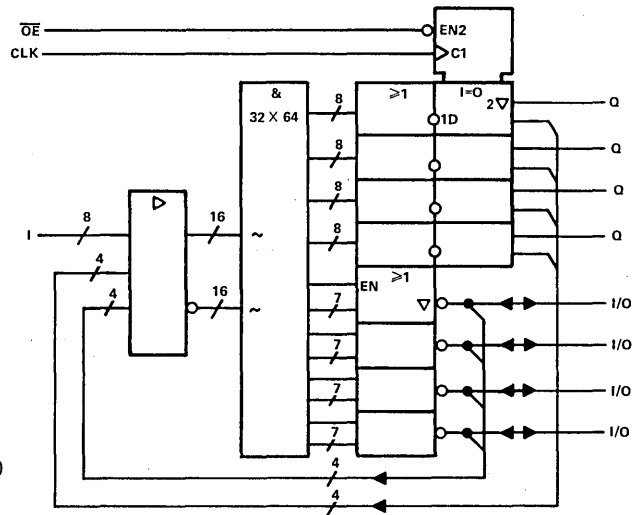 OE
EN2
CLK
C1
&
32 X 64
≥1
I=0
2 ▽
Q
8
1D
8
Q
8
Q
8
Q
I
8
▷
16
~
4
4
16
~
EN
≥1
▽
7
I/O
7
I/O
7
I/O
7
I/O
4
4
)